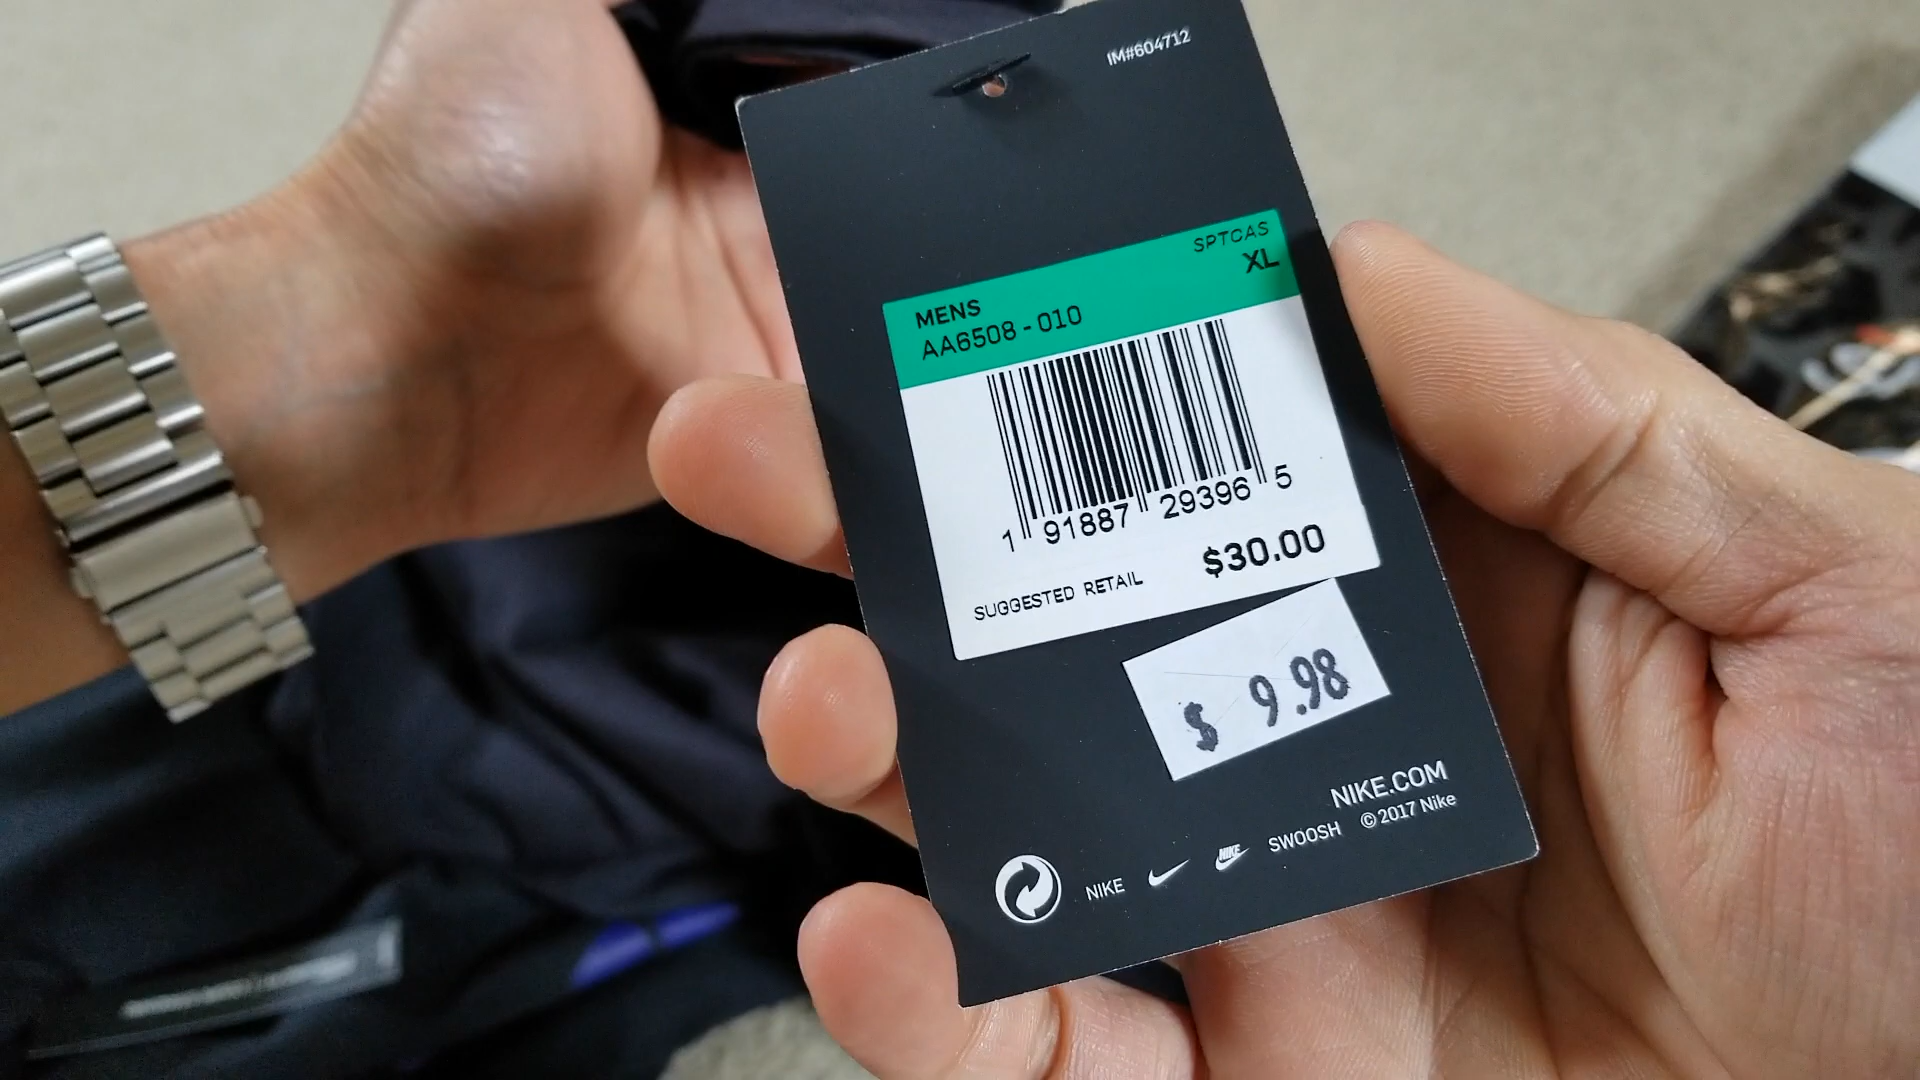 IM#604712
SPTCAS
XL
MENS
AA6508-010
1 91887 29396 5
$30.00
SUGGESTED RETAIL
$ 9.98
NIKE.COM
© 2017 Nike
NIKE NIKE SWOOSH